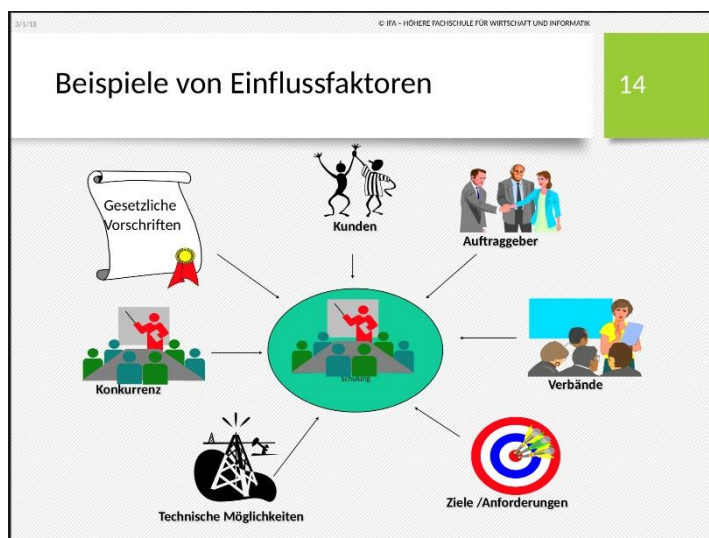 3/1/18
© IFA – HÖHERE FACHSCHULE FÜR WIRTSCHAFT UND INFORMATIK
Beispiele von Einflussfaktoren
14
Gesetzliche
Vorschriften
Kunden
Auftraggeber
Konkurrenz
Schulung
Verbände
Technische Möglichkeiten
Ziele /Anforderungen